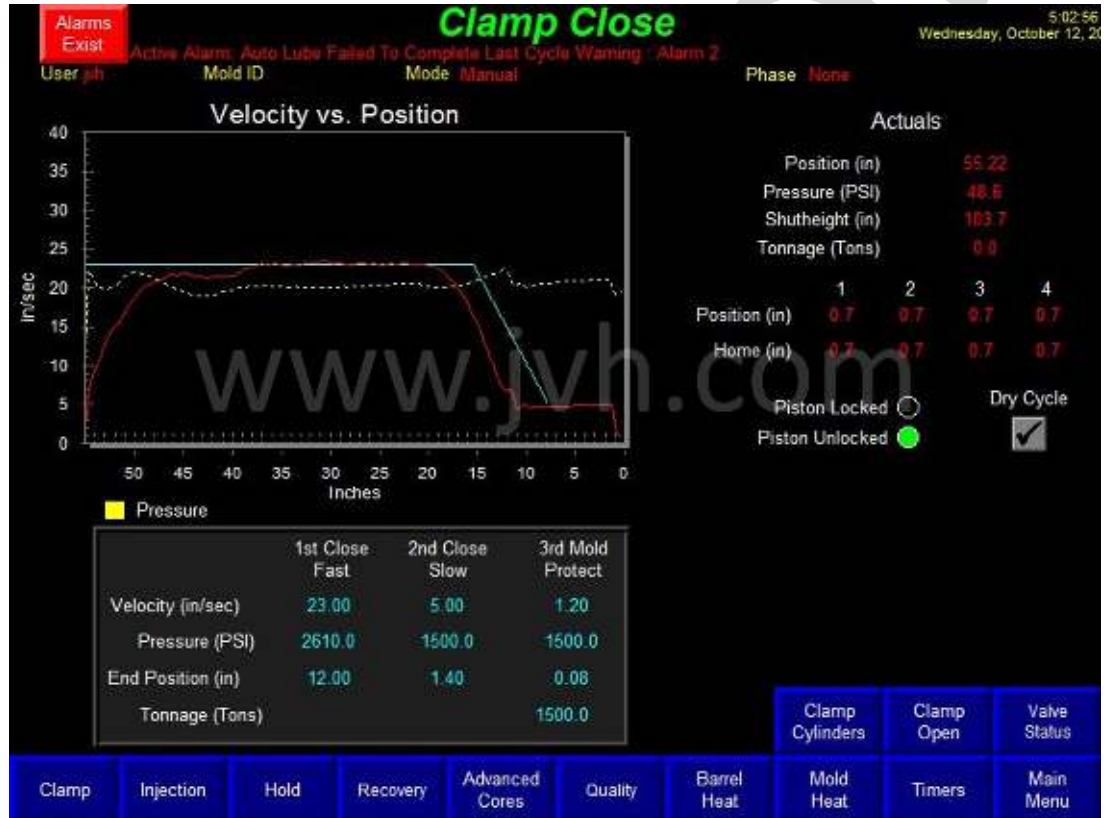 Alarms
Exist
Clamp Close
5:02:56
Wednesday, October 12, 20
Active Alarm: Auto Lube Failed To Complete Last Cycle Warning : Alarm 2
User jvh Mold ID Mode Manual Phase None
Velocity vs. Position
40
35
30
25
20
15
10
5
0
in/sec
50 45 40 35 30 25 20 15 10 5 0
Inches
Pressure
Actuals
Position (in) 55.22
Pressure (PSI) 48.6
Shutheight (in) 103.7
Tonnage (Tons) 0.0
1 2 3 4
Position (in) 0.7 0.7 0.7 0.7
Home (in) 0.7 0.7 0.7 0.7
Piston Locked
Piston Unlocked
Dry Cycle
www.jvh.com
1st Close Fast 2nd Close Slow 3rd Mold Protect
Velocity (in/sec) 23.00 5.00 1.20
Pressure (PSI) 2610.0 1500.0 1500.0
End Position (in) 12.00 1.40 0.08
Tonnage (Tons) 1500.0
Clamp Cylinders
Clamp Open
Valve Status
Clamp
Injection
Hold
Recovery
Advanced Cores
Quality
Barrel Heat
Mold Heat
Timers
Main Menu